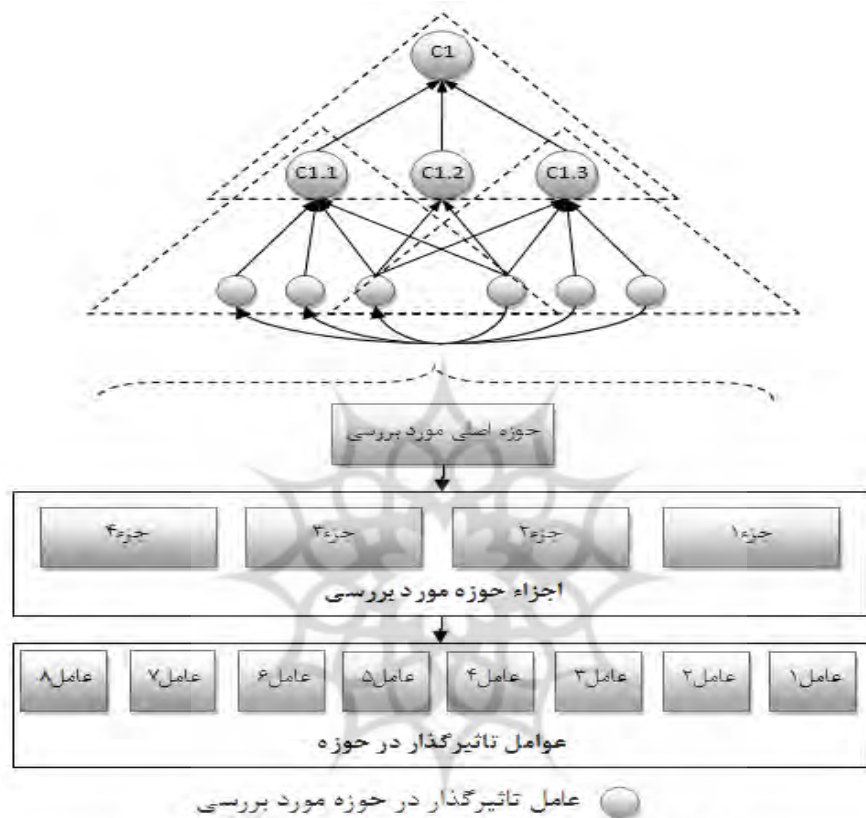 C1
C1.1 C1.2 C1.3
حوزه اصلی مورد بررسی
جزء۱ جزء۲ جزء۳ جزء۴
اجزاء حوزه مورد بررسی
عامل۱ عامل۲ عامل۳ عامل۴ عامل۵ عامل۶ عامل۷ عامل۸
عوامل تاثیرگذار در حوزه
عامل تاثیرگذار در حوزه مورد بررسی